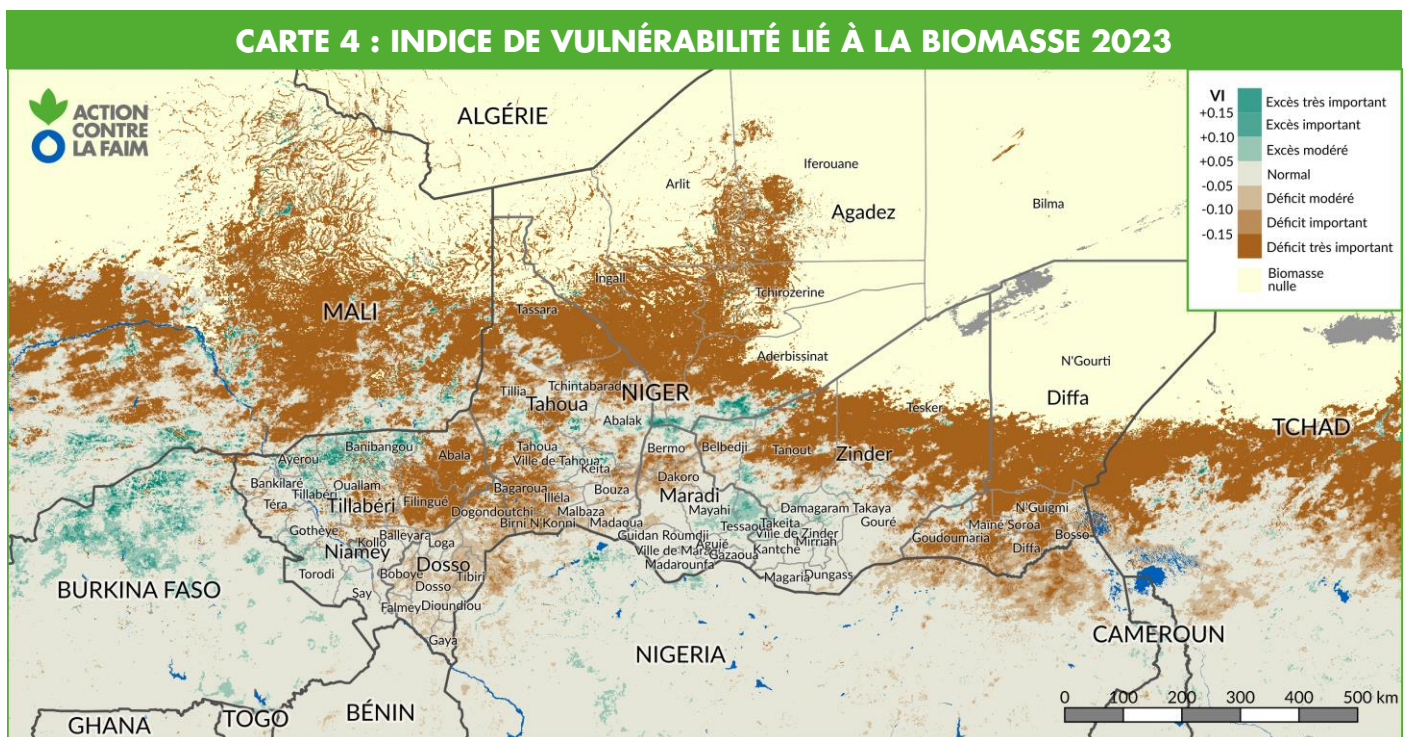 CARTE 4 : INDICE DE VULNÉRABILITÉ LIÉ À LA BIOMASSE 2023
ACTION
CONTRE
LA FAIM
VI
+0.15
+0.10
+0.05
-0.05
-0.10
-0.15
Excès très important
Excès important
Excès modéré
Normal
Déficit modéré
Déficit important
Déficit très important
Biomasse
nulle
ALGÉRIE
Iferouane
Arlit
Agadez
Bilma
Ingall
Tchirozerine
MALI
Tassara
Aderbissinat
N'Gourti
Tchintabarad
Tillia
NIGER
Diffa
Tahoua
Tesker
Abalak
TCHAD
Banibangou
Tahoua
Bermo
Belbedji
Tanout
Zinder
Ayerou
Abala
Ville de Tahoua
Keita
Dakoro
Bankilaré
Ouallam
Bagaroua
Bouza
Maradi
Tillabéri
Filingué
Illéla
Téra
Tillabéri
Dogondoutchi
Malbaza
Mayahi
Damagaram Takaya
N'Guigmi
Birni N'Konni
Madaoua
Tessaou
Takeita
Gouré
Maïné Soroa
Gothèye
Balleyara
Guidan Roumdji
Ville de Zinder
Goudoumaria
Bosso
Kollo
Loga
Aguié
Mirriah
Diffa
Niamey
Ville de Maradi
Gazaoua
Kantché
Dosso
Madarounfa
Torodi
Boboye
Tibiri
Magaria
Dungass
BURKINA FASO
Say
Dosso
Falmey
Dioundiou
Gaya
NIGERIA
CAMEROUN
0 100 200 300 400 500 km
GHANA
TOGO
BÉNIN